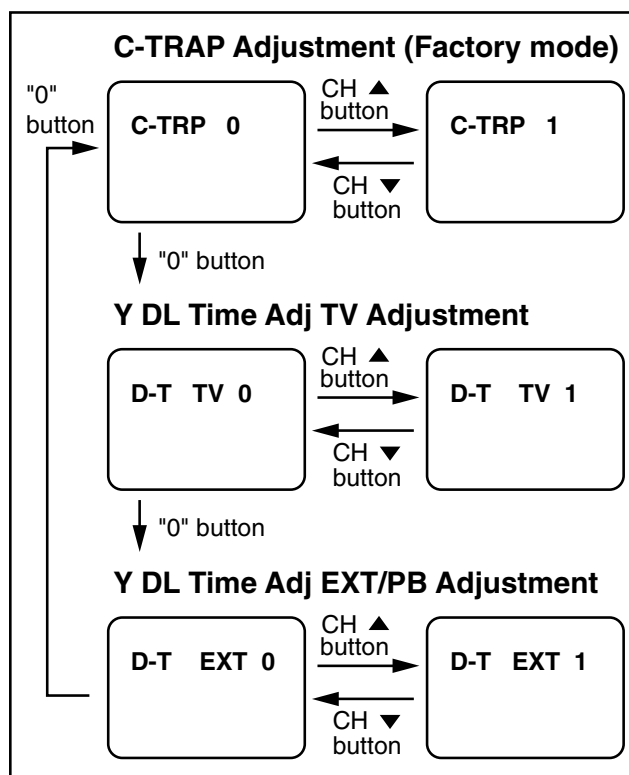 C-TRAP Adjustment (Factory mode)
"0"
button
C-TRP 0
CH ▲
button
CH ▼
button
C-TRP 1
"0" button
Y DL Time Adj TV Adjustment
D-T TV 0
CH ▲
button
CH ▼
button
D-T TV 1
"0" button
Y DL Time Adj EXT/PB Adjustment
D-T EXT 0
CH ▲
button
CH ▼
button
D-T EXT 1